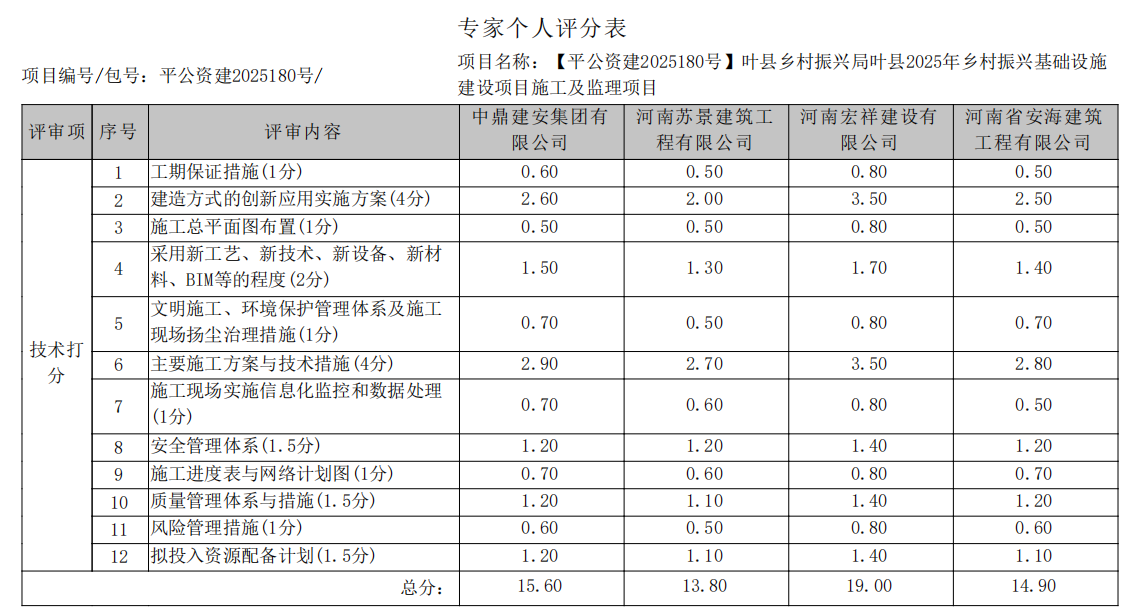 专家个人评分表
项目编号/包号：平公资建2025180号/
项目名称：【平公资建2025180号】叶县乡村振兴局叶县2025年乡村振兴基础设施
建设项目施工及监理项目
评审项 序号 评审内容 中鼎建安集团有限公司 河南苏景建筑工程有限公司 河南宏祥建设有限公司 河南省安海建筑工程有限公司
技术打分
1 工期保证措施(1分) 0.60 0.50 0.80 0.50
2 建造方式的创新应用实施方案(4分) 2.60 2.00 3.50 2.50
3 施工总平面图布置(1分) 0.50 0.50 0.80 0.50
4 采用新工艺、新技术、新设备、新材料、BIM等的程度(2分) 1.50 1.30 1.70 1.40
5 文明施工、环境保护管理体系及施工现场扬尘治理措施(1分) 0.70 0.50 0.80 0.70
6 主要施工方案与技术措施(4分) 2.90 2.70 3.50 2.80
7 施工现场实施信息化监控和数据处理(1分) 0.70 0.60 0.80 0.50
8 安全管理体系(1.5分) 1.20 1.20 1.40 1.20
9 施工进度表与网络计划图(1分) 0.70 0.60 0.80 0.70
10 质量管理体系与措施(1.5分) 1.20 1.10 1.40 1.20
11 风险管理措施(1分) 0.60 0.50 0.80 0.60
12 拟投入资源配备计划(1.5分) 1.20 1.10 1.40 1.10
总分： 15.60 13.80 19.00 14.90